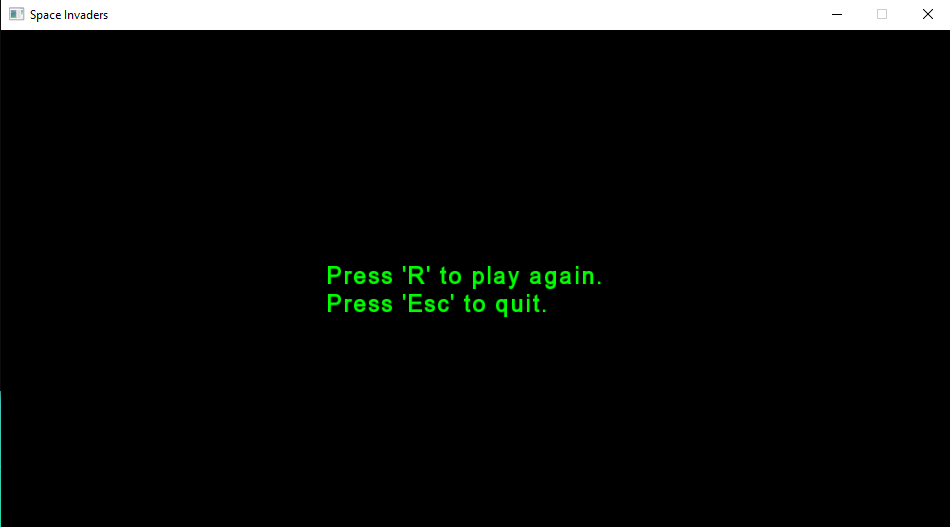 Space Invaders
Press 'R' to play again.
Press 'Esc' to quit.